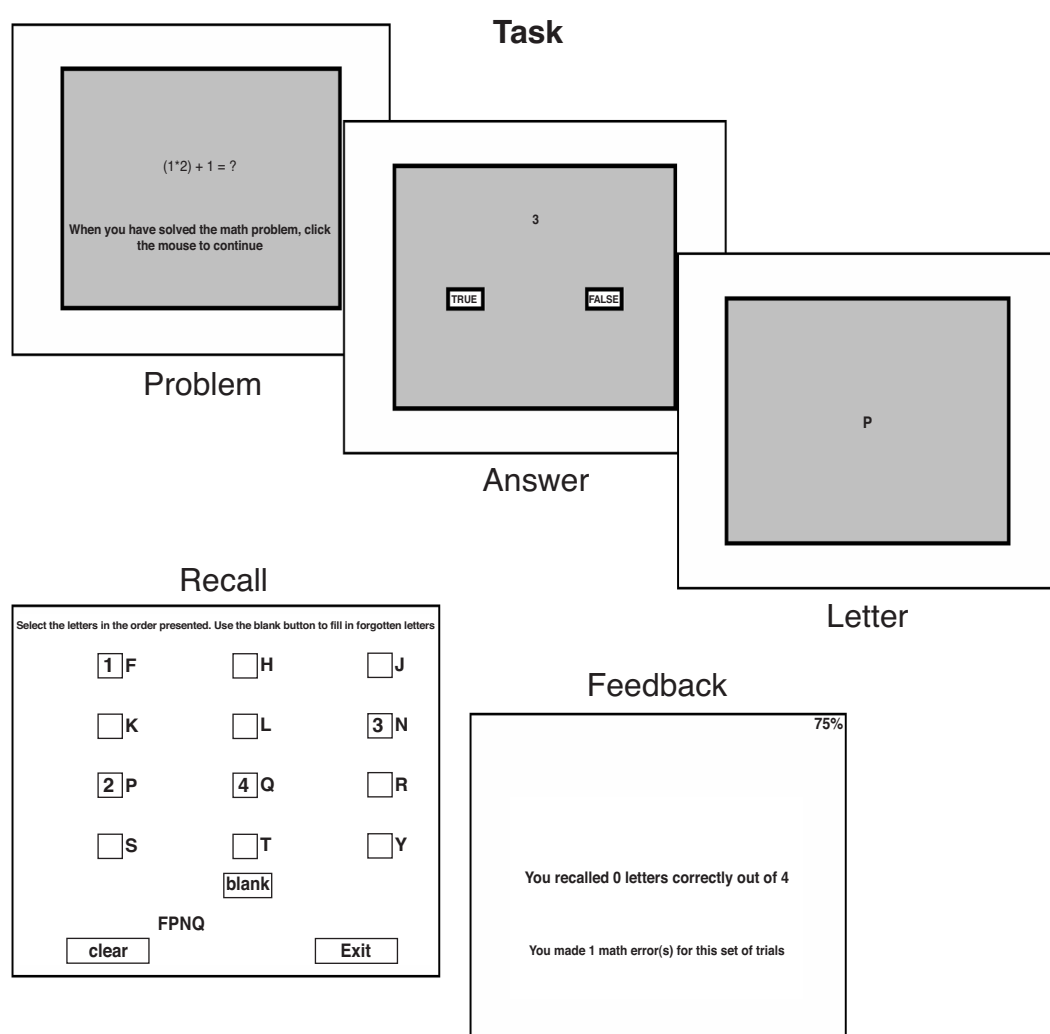 Task
(1*2) + 1 = ?
When you have solved the math problem, click
the mouse to continue
Problem
3
TRUE FALSE
Answer
P
Letter
Recall
Select the letters in the order presented. Use the blank button to fill in forgotten letters
1 F H J
K L 3 N
2 P 4 Q R
S T Y
blank
FPNQ
clear Exit
Feedback
75%
You recalled 0 letters correctly out of 4
You made 1 math error(s) for this set of trials